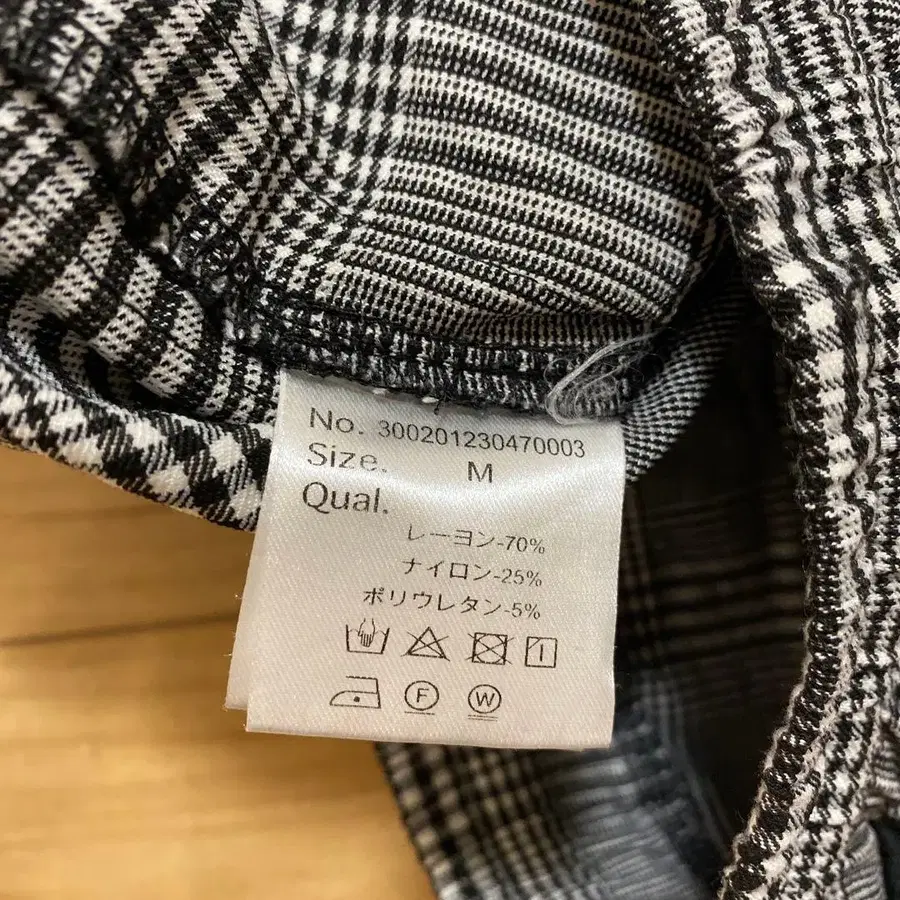 No. 300201230470003
Size. M
Qual.
レーヨン-70%
ナイロン-25%
ポリウレタン-5%
F W